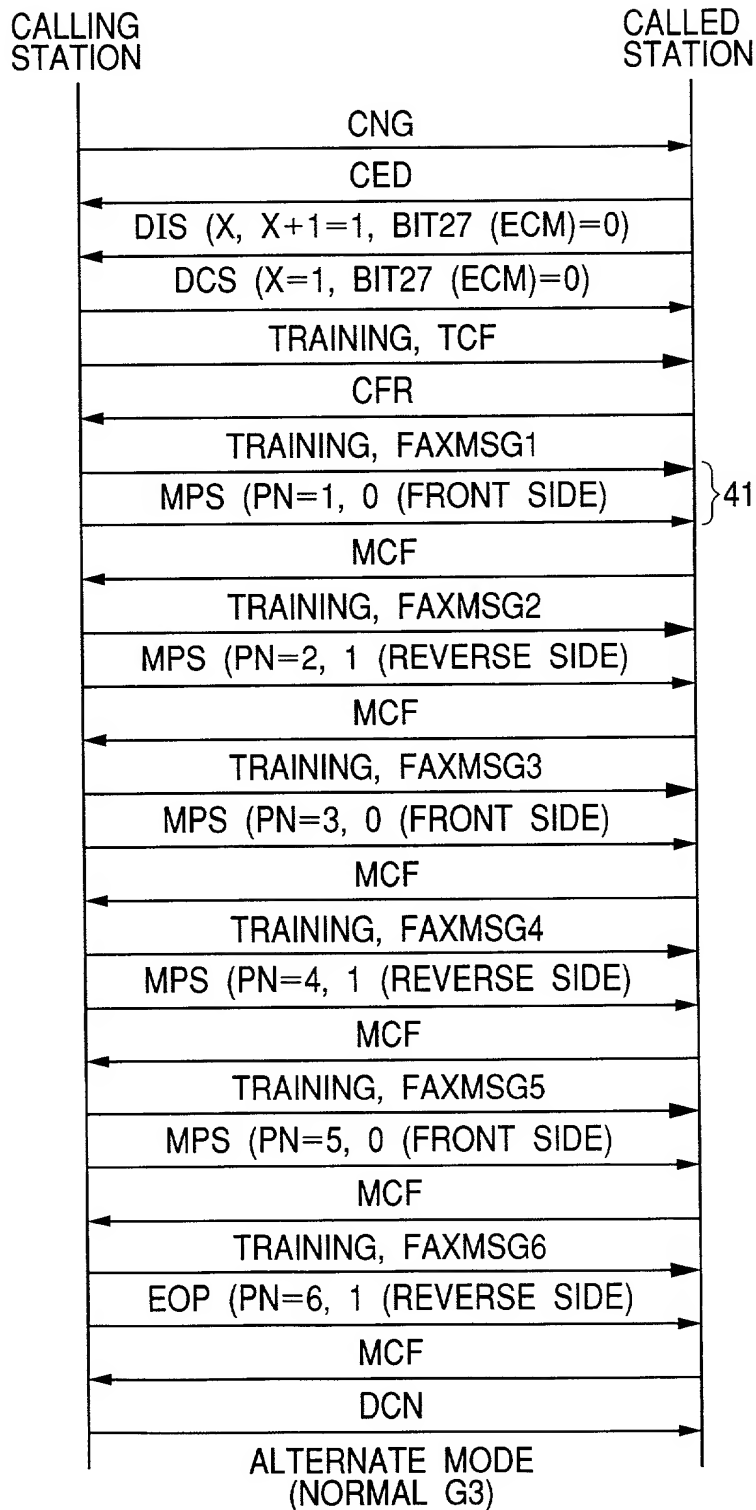 CALLING
STATION
CALLED
STATION
CNG
CED
DIS (X, X+1=1, BIT27 (ECM)=0)
DCS (X=1, BIT27 (ECM)=0)
TRAINING, TCF
CFR
TRAINING, FAXMSG1
MPS (PN=1, 0 (FRONT SIDE)
41
MCF
TRAINING, FAXMSG2
MPS (PN=2, 1 (REVERSE SIDE)
MCF
TRAINING, FAXMSG3
MPS (PN=3, 0 (FRONT SIDE)
MCF
TRAINING, FAXMSG4
MPS (PN=4, 1 (REVERSE SIDE)
MCF
TRAINING, FAXMSG5
MPS (PN=5, 0 (FRONT SIDE)
MCF
TRAINING, FAXMSG6
EOP (PN=6, 1 (REVERSE SIDE)
MCF
DCN
ALTERNATE MODE
(NORMAL G3)